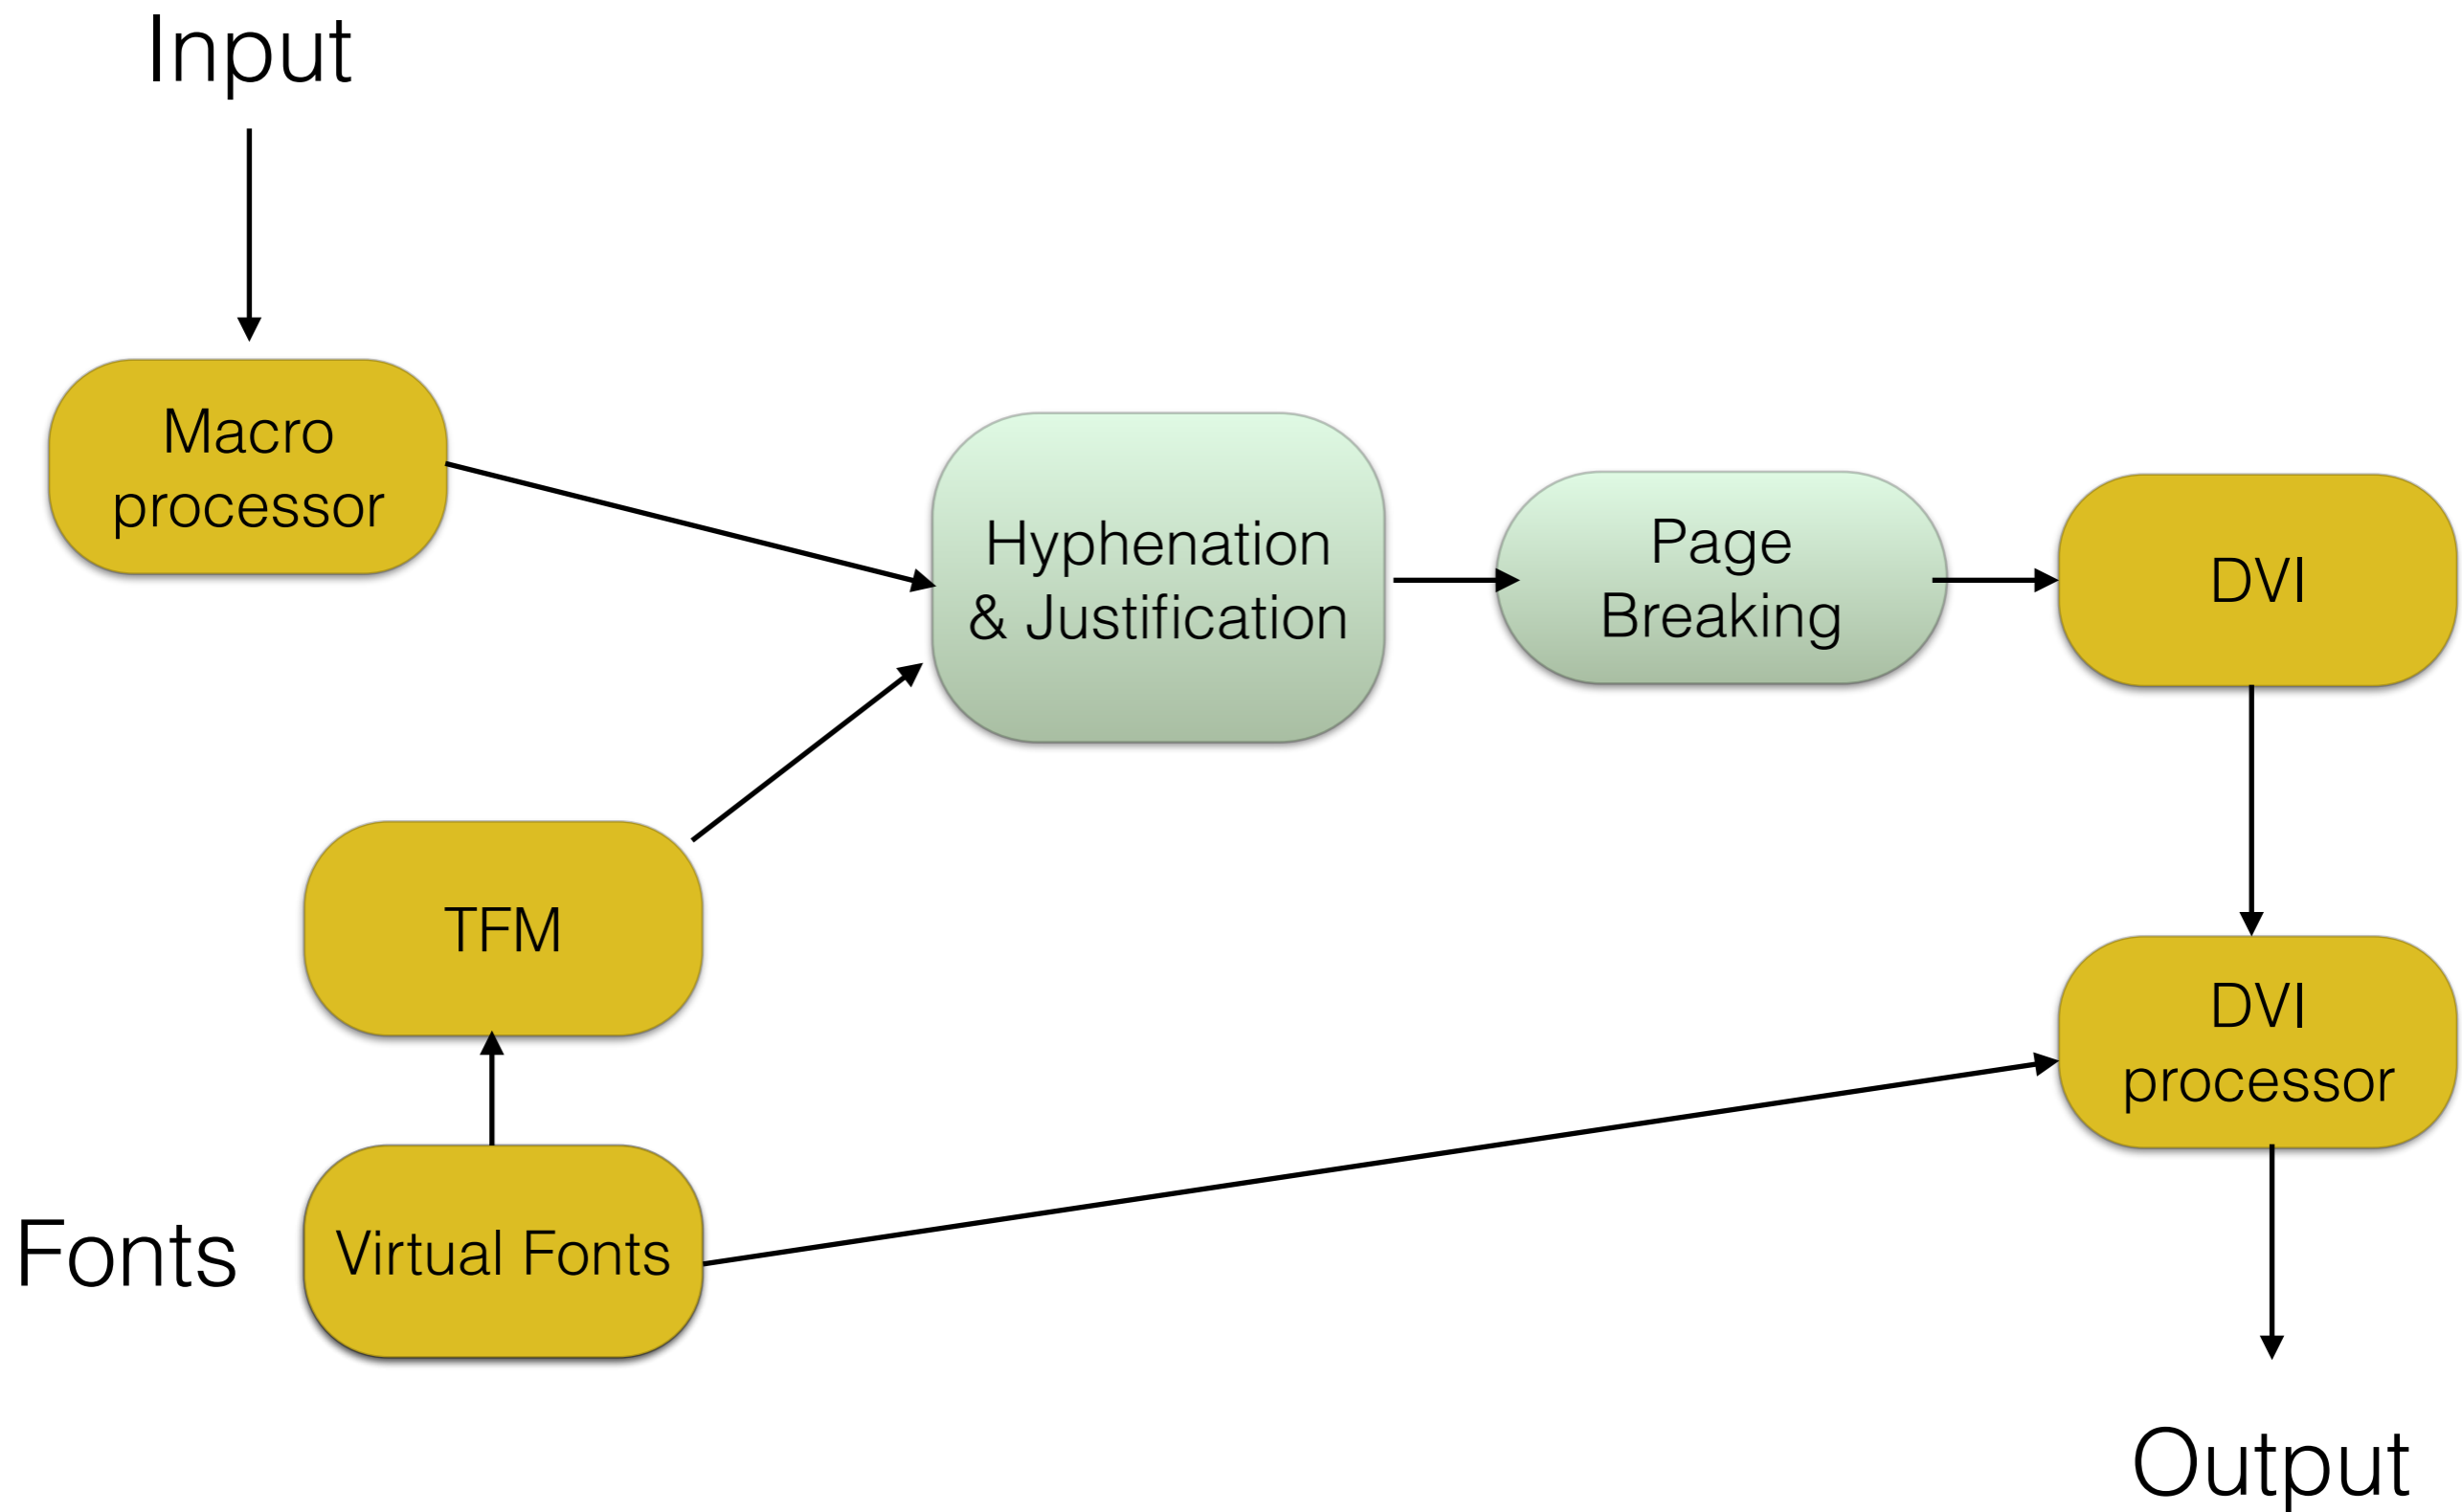 Input
Macro
processor
Hyphenation
& Justification
Page
Breaking
DVI
TFM
DVI
processor
Fonts
Virtual Fonts
Output